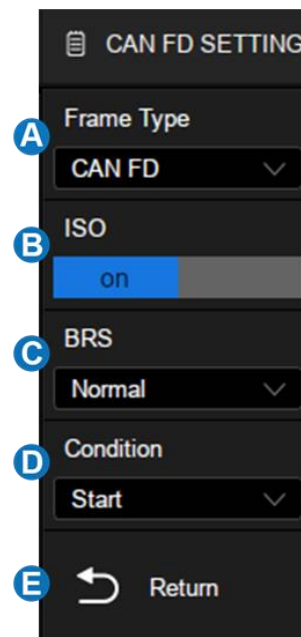 CAN FD SETTING
A
Frame Type
CAN FD
B
ISO
on
C
BRS
Normal
D
Condition
Start
E
Return